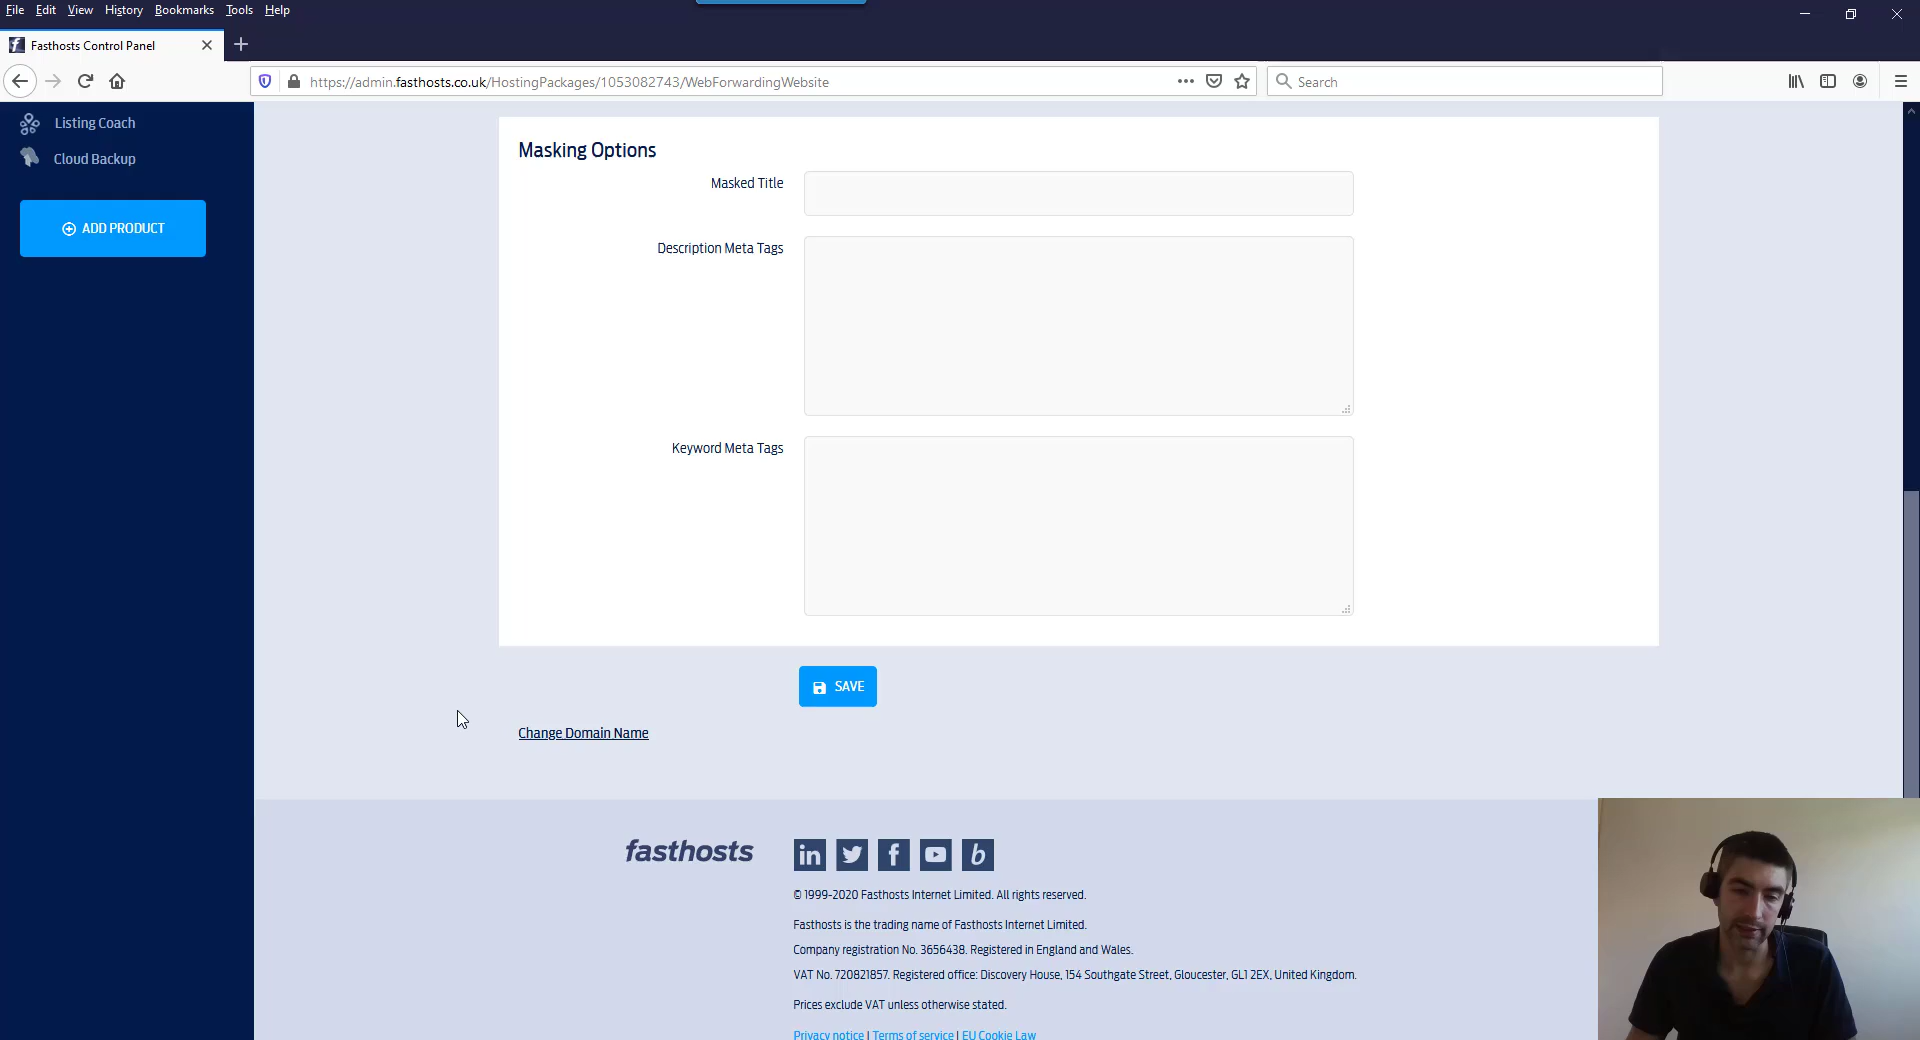 File Edit View History Bookmarks Tools Help
Fasthosts Control Panel
https://admin.fasthosts.co.uk/HostingPackages/1053082743/WebForwardingWebsite
Search
Listing Coach
Cloud Backup
ADD PRODUCT
Masking Options
Masked Title
Description Meta Tags
Keyword Meta Tags
SAVE
Change Domain Name
fasthosts
in f b
© 1999-2020 Fasthosts Internet Limited. All rights reserved.
Fasthosts is the trading name of Fasthosts Internet Limited.
Company registration No. 3656438. Registered in England and Wales.
VAT No. 720821857. Registered office: Discovery House, 154 Southgate Street, Gloucester, GL1 2EX, United Kingdom.
Prices exclude VAT unless otherwise stated.
Privacy notice | Terms of service | EU Cookie Law